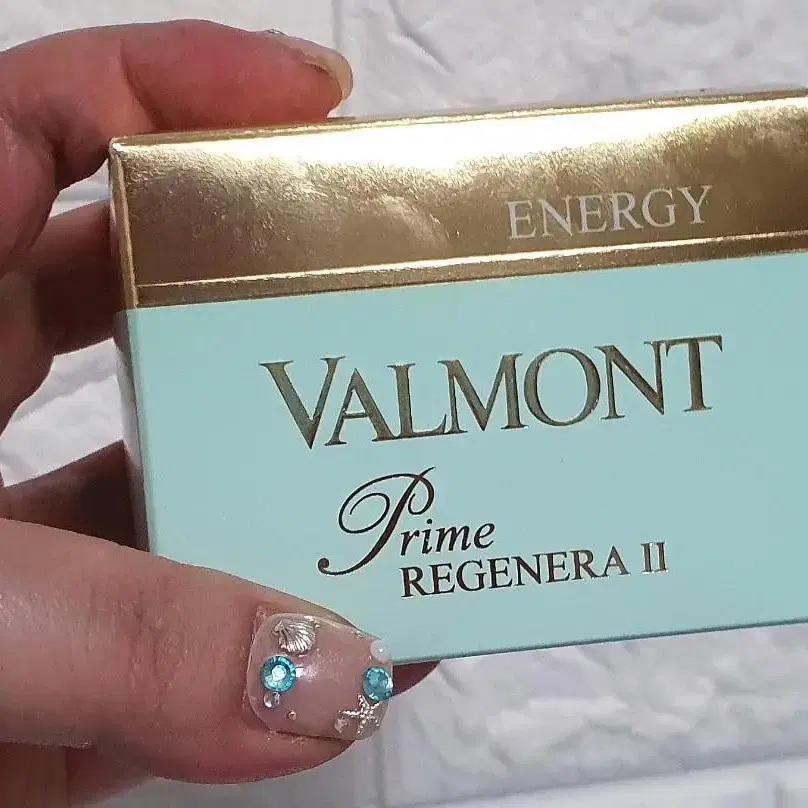 ENERGY
VALMONT
Prime
REGENERA II